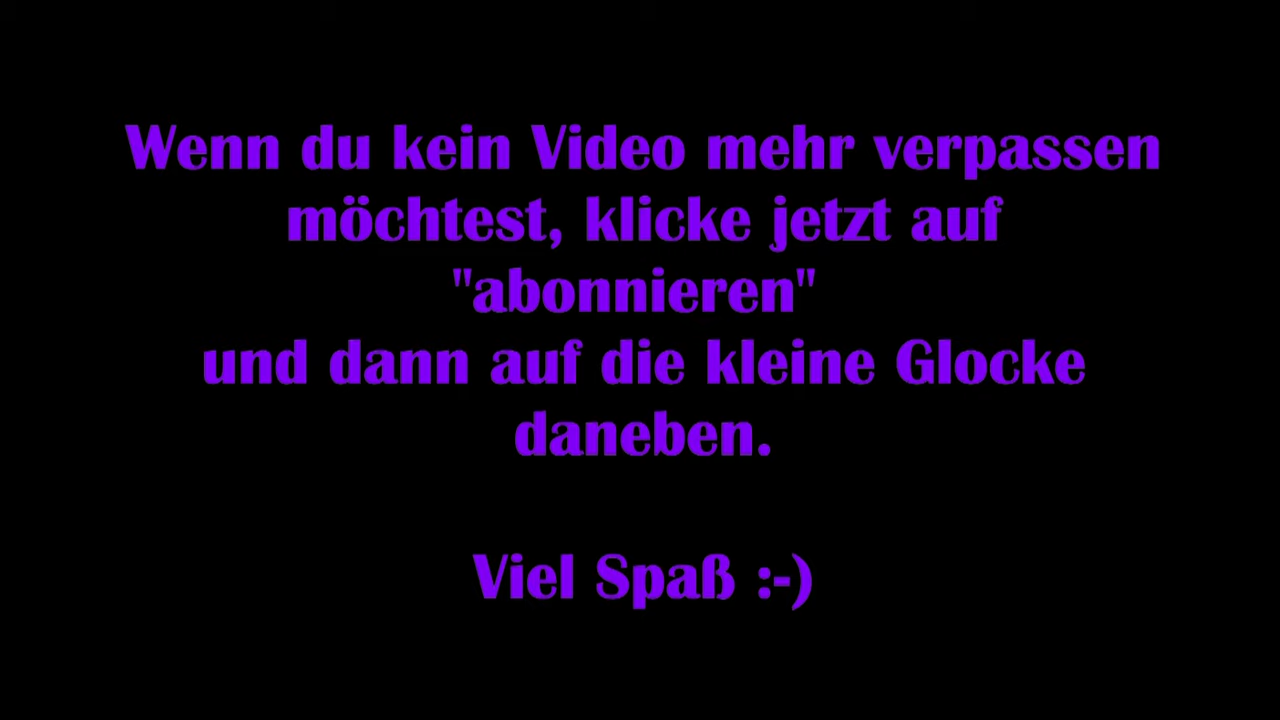 Wenn du kein Video mehr verpassen
möchtest, klicke jetzt auf
"abonnieren"
und dann auf die kleine Glocke
daneben.
Viel Spaß :-)